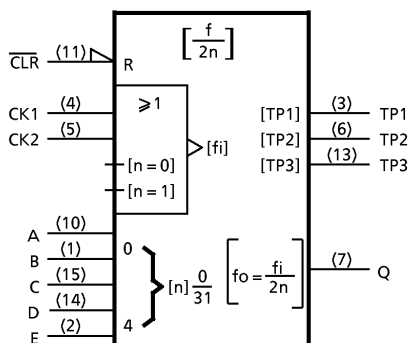 [f/2n]
CLR (11) R
CK1 (4) ⩾1 [TP1] (3) TP1
CK2 (5) [fi] [TP2] (6) TP2
[n=0] [TP3] (13) TP3
[n=1]
A (10)
B (1) 0
C (15) [n] 0/31 [fo=fi/2n] (7) Q
D (14)
E (2) 4